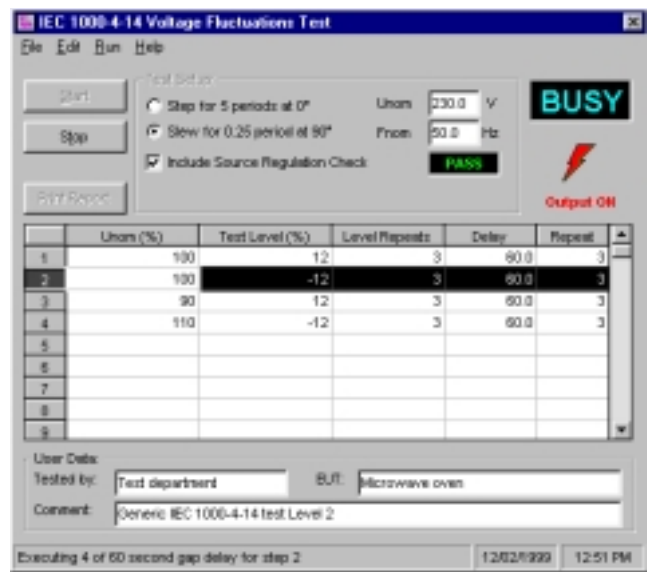 IEC 1000-4-14 Voltage Fluctuations Test
File Edit Run Help
Start
Stop
Print Report
Test Setup
Step for 5 periods at 0°
Slew for 0.25 period at 90°
Include Source Regulation Check
Unom 230.0 V
Fnom 50.0 Hz
PASS
BUSY
Output ON
Unom (%) Test Level (%) Level Repeats Delay Repeat
1 100 12 3 60.0 3
2 100 -12 3 60.0 3
3 90 12 3 60.0 3
4 110 -12 3 60.0 3
5
6
7
8
9
User Data:
Tested by: Test department EUT: Microwave oven
Comment: Generic IEC 1000-4-14 test Level 2
Executing 4 of 60 second gap delay for step 2 12/02/1999 12:51 PM